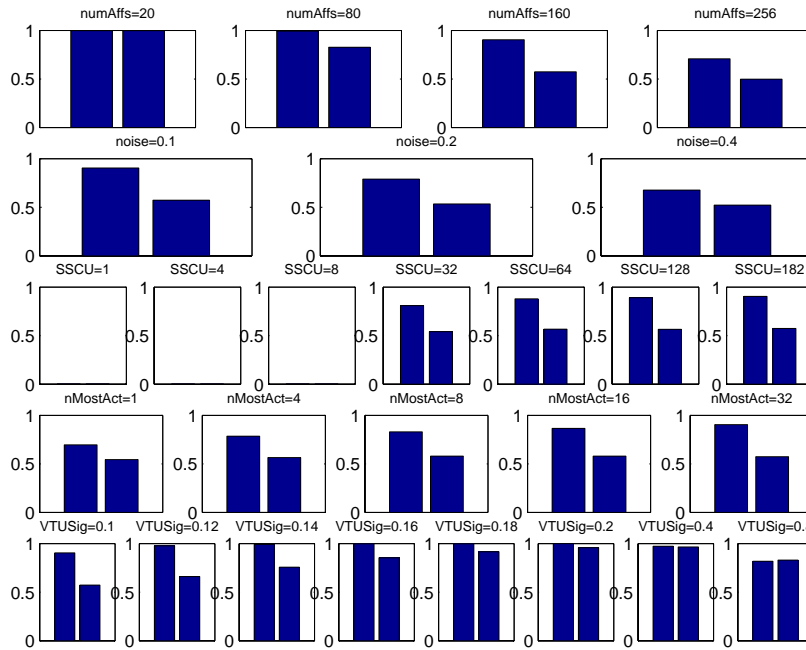 numAffs=20 numAffs=80 numAffs=160 numAffs=256
1 1 1 1
0.5 0.5 0.5 0.5
0 0 0 0
noise=0.1 noise=0.2 noise=0.4
1 1 1
0.5 0.5 0.5
0 0 0
SSCU=1 SSCU=4 SSCU=8 SSCU=32 SSCU=64 SSCU=128 SSCU=182
1 1 1 1 1 1 1
0.5 0.5 0.5 0.5 0.5 0.5 0.5
0 0 0 0 0 0 0
nMostAct=1 nMostAct=4 nMostAct=8 nMostAct=16 nMostAct=32
1 1 1 1 1
0.5 0.5 0.5 0.5 0.5
0 0 0 0 0
VTUSig=0.1 VTUSig=0.12 VTUSig=0.14 VTUSig=0.16 VTUSig=0.18 VTUSig=0.2 VTUSig=0.4
1 1 1 1 1 1 1 1
0.5 0.5 0.5 0.5 0.5 0.5 0.5 0.5
0 0 0 0 0 0 0 0